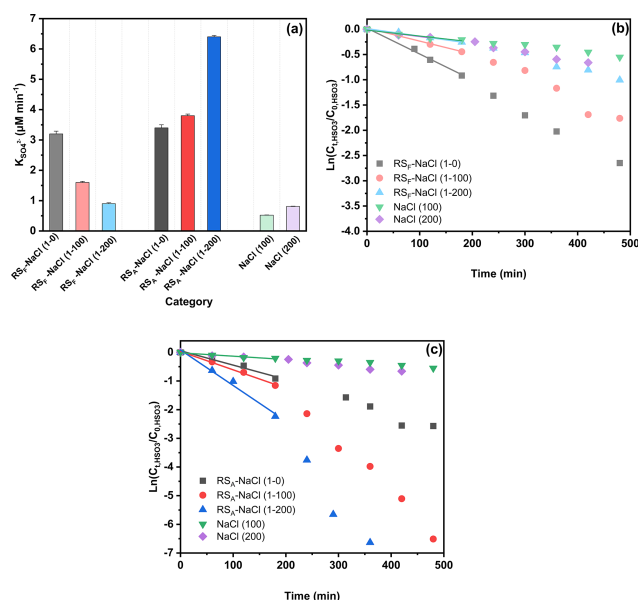 (a)
7
6
5
4
3
2
1
0
K_SO4^2- (μM min⁻¹)
RS_F-NaCl (1-0)
RS_F-NaCl (1-100)
RS_F-NaCl (1-200)
RS_A-NaCl (1-0)
RS_A-NaCl (1-100)
RS_A-NaCl (1-200)
NaCl (100)
NaCl (200)
Category
(b)
0.0
-0.5
-1.0
-1.5
-2.0
-2.5
-3.0
-3.5
-4.0
Ln(C_t,HSO3/C_0,HSO3)
RS_F-NaCl (1-0)
RS_F-NaCl (1-100)
RS_F-NaCl (1-200)
NaCl (100)
NaCl (200)
0 100 200 300 400 500
Time (min)
(c)
0
-1
-2
-3
-4
-5
-6
-7
Ln(C_t,HSO3/C_0,HSO3)
RS_A-NaCl (1-0)
RS_A-NaCl (1-100)
RS_A-NaCl (1-200)
NaCl (100)
NaCl (200)
0 100 200 300 400 500
Time (min)